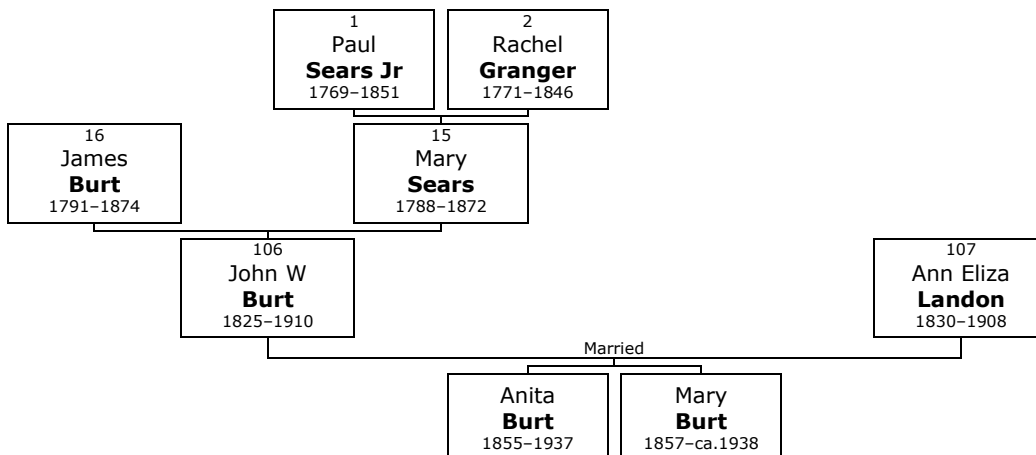 1
Paul
Sears Jr
1769–1851
2
Rachel
Granger
1771–1846
16
James
Burt
1791–1874
15
Mary
Sears
1788–1872
106
John W
Burt
1825–1910
107
Ann Eliza
Landon
1830–1908
Married
Anita
Burt
1855–1937
Mary
Burt
1857–ca.1938